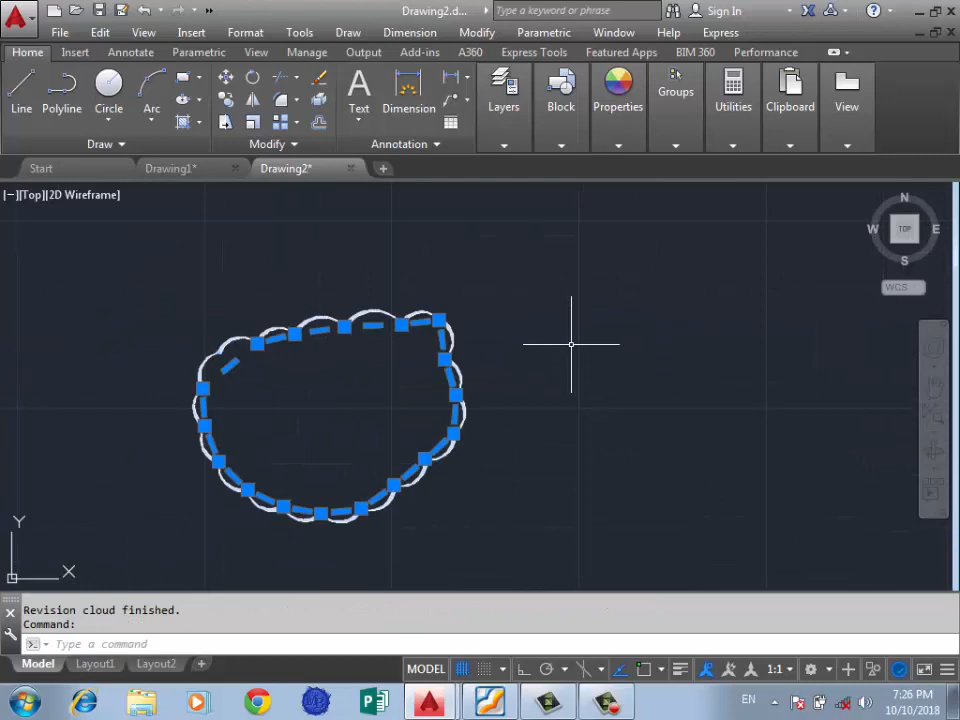 Drawing2.d...
Type a keyword or phrase
Sign In
File Edit View Insert Format Tools Draw Dimension Modify Parametric Window Help Express
Home Insert Annotate Parametric View Manage Output Add-ins A360 Express Tools Featured Apps BIM 360 Performance
Line Polyline Circle Arc Text Dimension Layers Block Properties Groups Utilities Clipboard View
Draw Modify Annotation
Start Drawing1* Drawing2*
[−][Top][2D Wireframe]
N
W TOP E
S
WCS
Y
X
Revision cloud finished.
Command:
Type a command
Model Layout1 Layout2 MODEL 1:1
EN 7:26 PM
10/10/2018